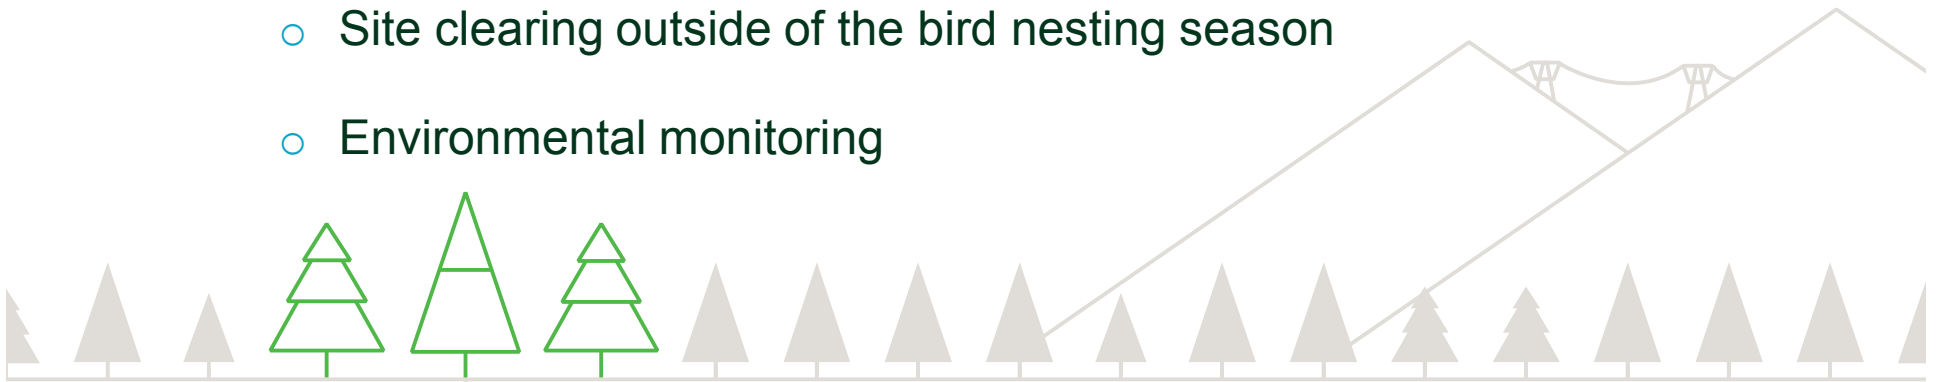 ○ Site clearing outside of the bird nesting season
○ Environmental monitoring